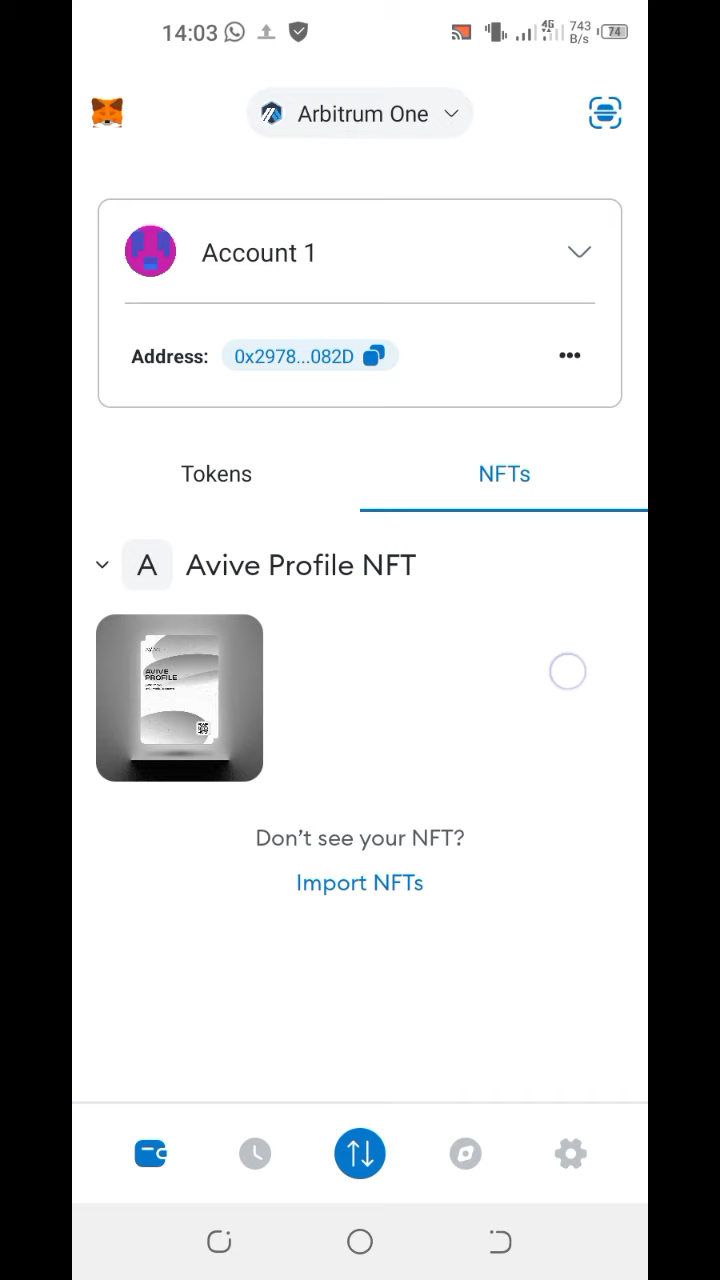 14:03
4G
743
B/s
74
Arbitrum One
Account 1
Address: 0x2978...082D
Tokens
NFTs
A Avive Profile NFT
AVIVE
PROFILE
Don’t see your NFT?
Import NFTs